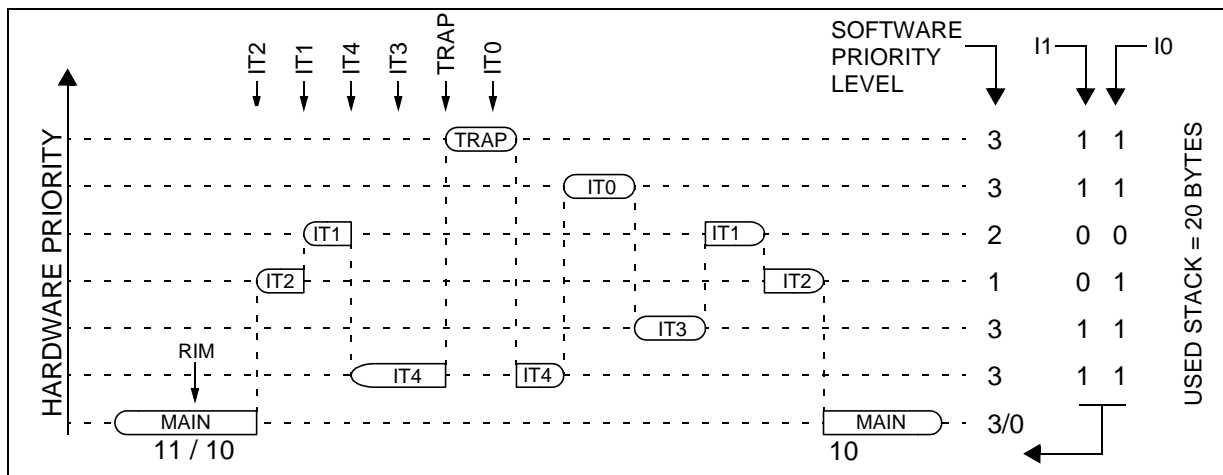 SOFTWARE
PRIORITY
LEVEL
I1
I0
IT2
IT1
IT4
IT3
TRAP
IT0
HARDWARE PRIORITY
TRAP
3
1 1
IT0
3
1 1
IT1
IT1
2
0 0
IT2
IT2
1
0 1
IT3
3
1 1
RIM
IT4
IT4
3
1 1
MAIN
MAIN
3/0
11 / 10
10
USED STACK = 20 BYTES